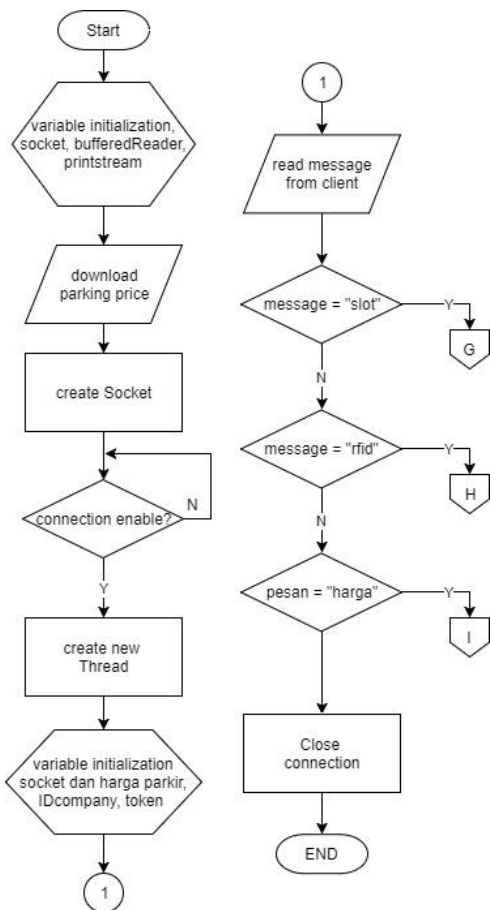 Start
variable initialization,
socket, bufferedReader,
printstream
download
parking price
create Socket
connection enable?
N
Y
create new
Thread
variable initialization
socket dan harga parkir,
IDcompany, token
1
1
read message
from client
message = "slot"
Y
G
N
message = "rfid"
Y
H
N
pesan = "harga"
Y
I
Close
connection
END